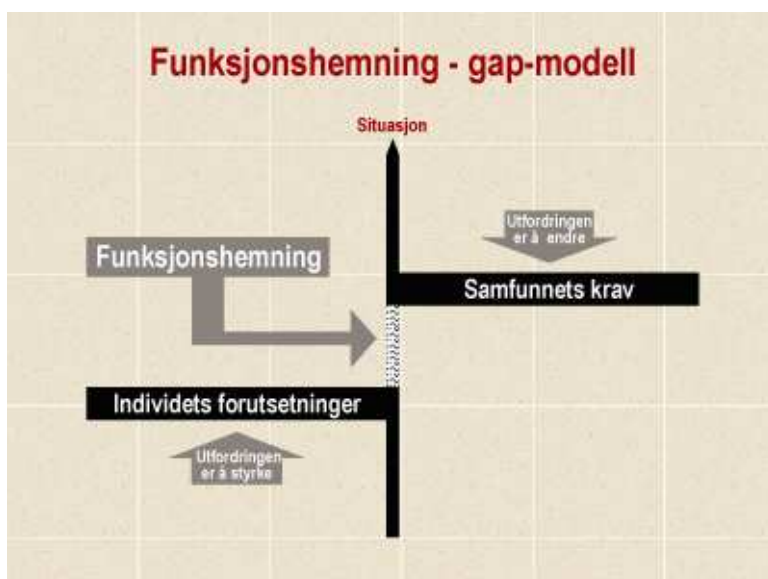 Funksjonshemning - gap-modell
Situasjon
Utfordringen
er å endre
Funksjonshemning
Samfunnets krav
Individets forutsetninger
Utfordringen
er å styrke